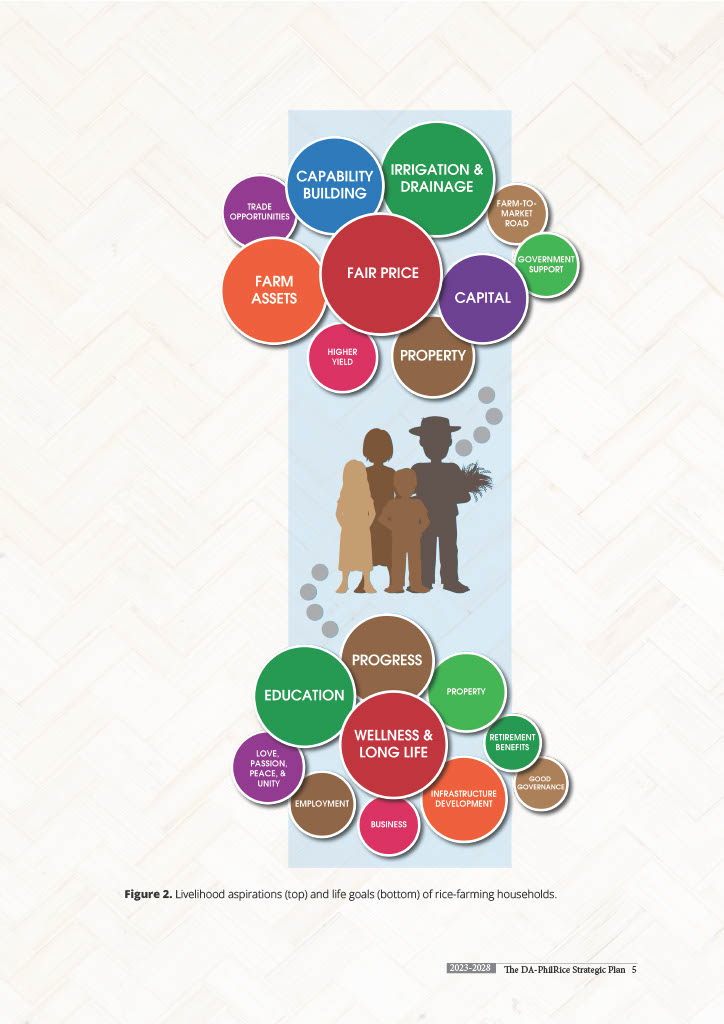 CAPABILITY
BUILDING
IRRIGATION &
DRAINAGE
TRADE
OPPORTUNITIES
FARM-TO-
MARKET
ROAD
FARM
ASSETS
FAIR PRICE
CAPITAL
GOVERNMENT
SUPPORT
HIGHER
YIELD
PROPERTY
PROGRESS
EDUCATION
PROPERTY
WELLNESS &
LONG LIFE
RETIREMENT
BENEFITS
LOVE,
PASSION,
PEACE, &
UNITY
EMPLOYMENT
BUSINESS
INFRASTRUCTURE
DEVELOPMENT
GOOD
GOVERNANCE
Figure 2. Livelihood aspirations (top) and life goals (bottom) of rice-farming households.
2023-2028 The DA-PhilRice Strategic Plan 5